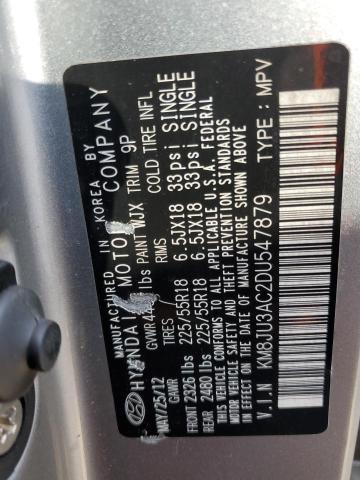 MANUFACTURED IN KOREA BY
HYUNDAI MOTOR COMPANY
MAY/25/12 GVWR lbs PAINT WJX TRIM 9P
GAWR TIRES RIMS COLD TIRE INFL
FRONT 2326 lbs 225/55R18 6.5JX18 33psi SINGLE
REAR 2480 lbs 225/55R18 6.5JX18 33psi SINGLE
THIS VEHICLE CONFORMS TO ALL APPLICABLE U.S.A. FEDERAL
MOTOR VEHICLE SAFETY, BUMPER, AND THEFT PREVENTION STANDARDS
IN EFFECT ON THE DATE OF MANUFACTURE SHOWN ABOVE.
V.I.N KM8JU3AC2DU547879 TYPE: MPV